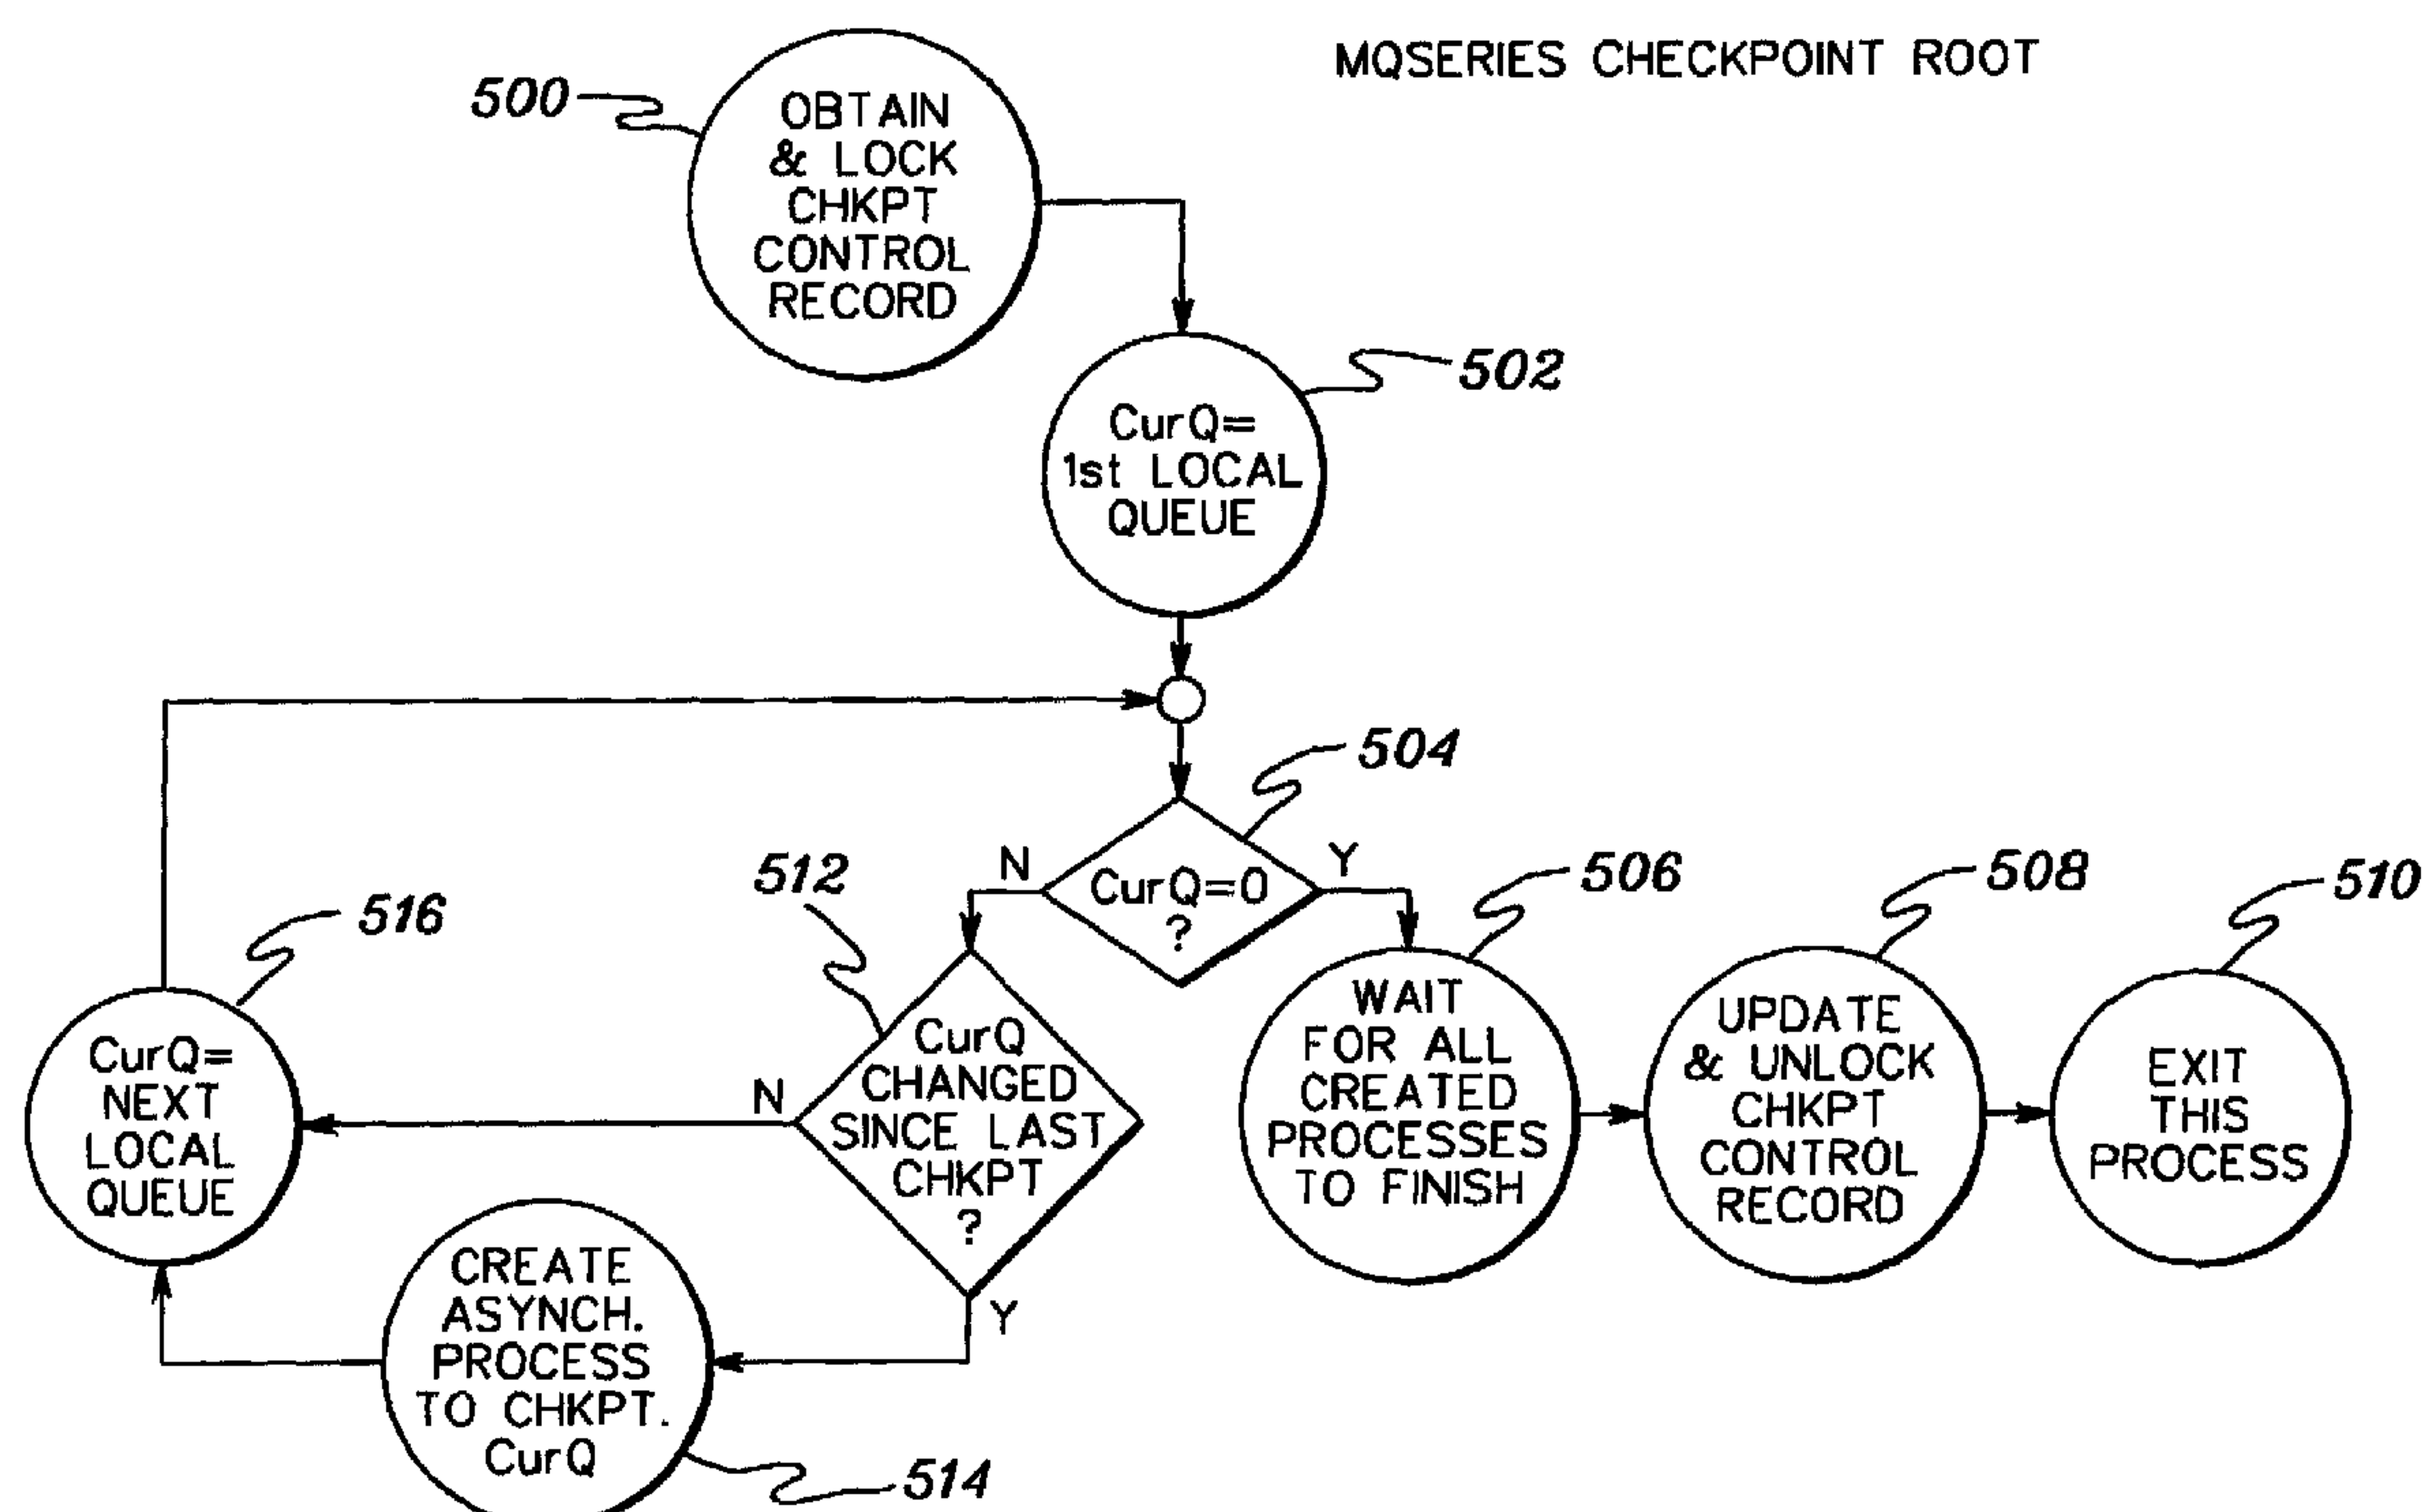 MQSERIES CHECKPOINT ROOT
500
OBTAIN
& LOCK
CHKPT
CONTROL
RECORD
502
CurQ=
1st LOCAL
QUEUE
504
N
CurQ=0
?
Y
512
CurQ
CHANGED
SINCE LAST
CHKPT
?
N
Y
516
CurQ=
NEXT
LOCAL
QUEUE
CREATE
ASYNCH.
PROCESS
TO CHKPT.
CurQ
514
506
WAIT
FOR ALL
CREATED
PROCESSES
TO FINISH
508
UPDATE
& UNLOCK
CHKPT
CONTROL
RECORD
510
EXIT
THIS
PROCESS